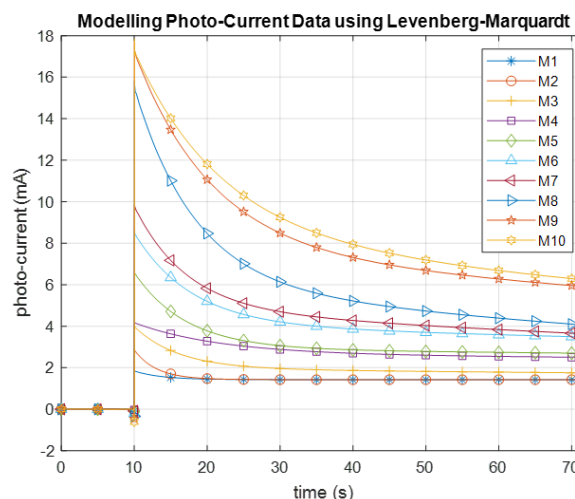 Modelling Photo-Current Data using Levenberg-Marquardt
photo-current (mA)
18
16
14
12
10
8
6
4
2
0
-2
M1
M2
M3
M4
M5
M6
M7
M8
M9
M10
0 10 20 30 40 50 60 70
time (s)